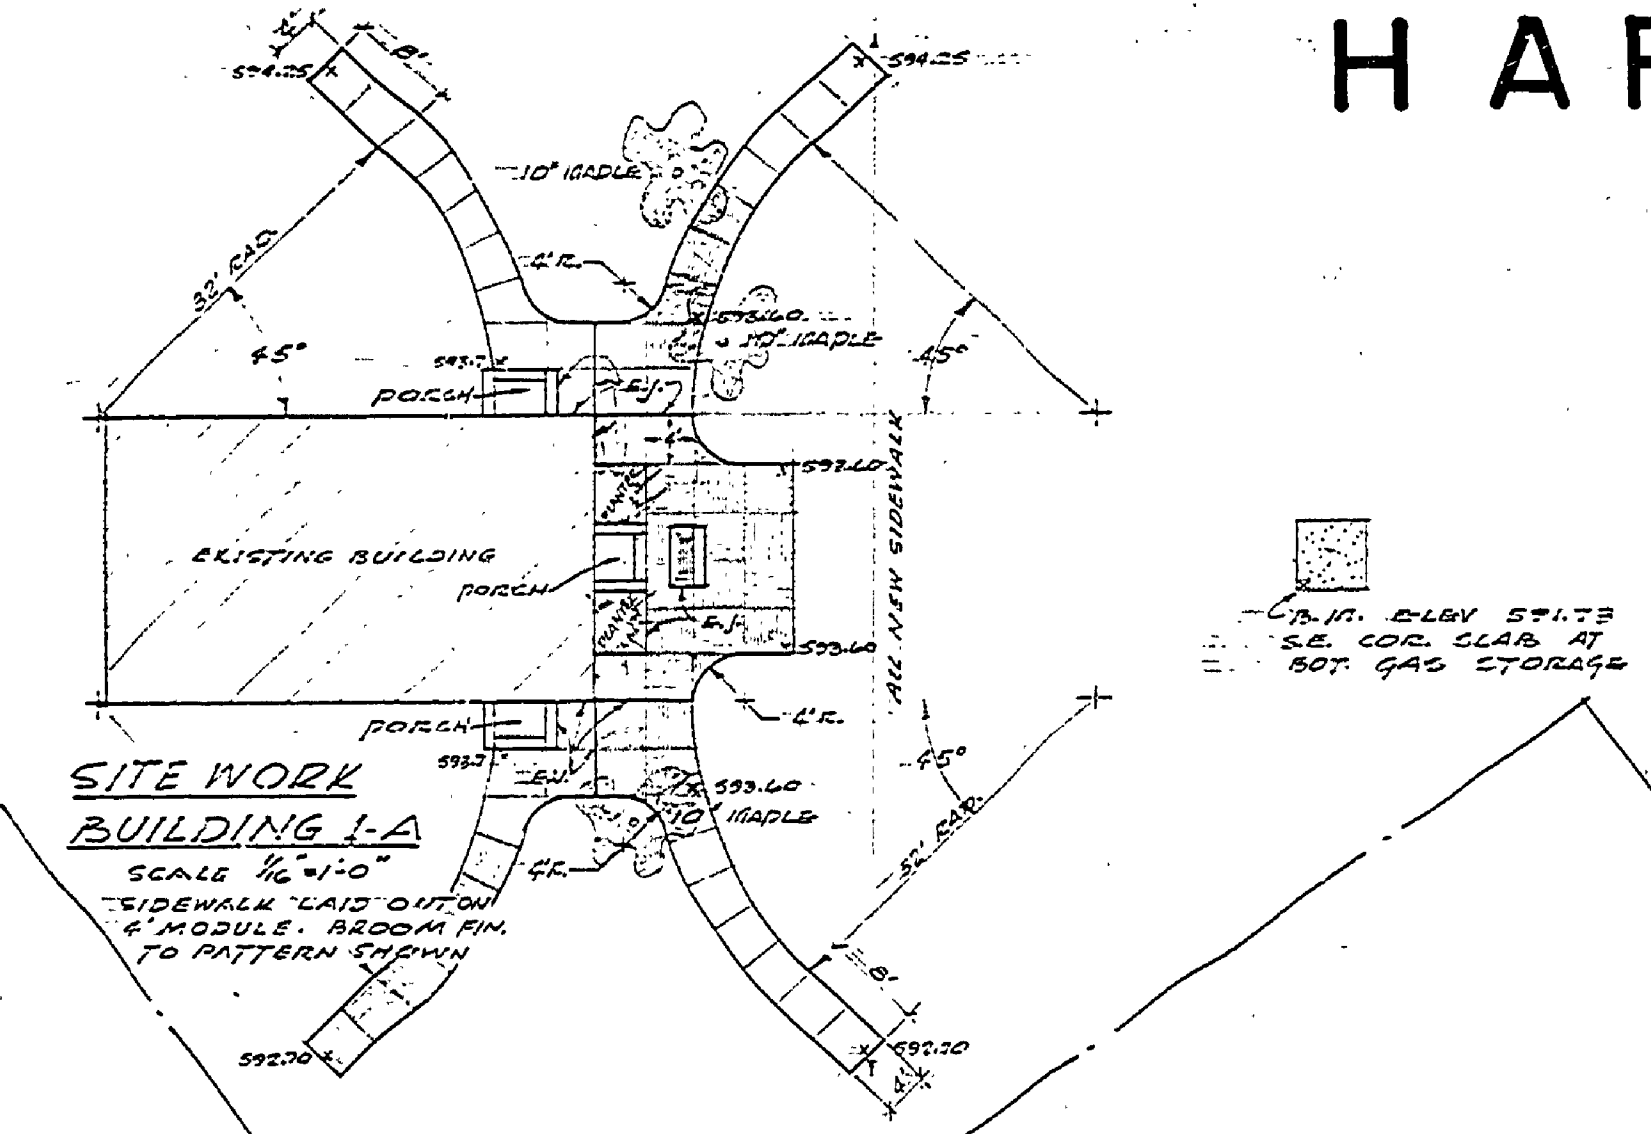 HA
4'
8'
594.25
594.25
10" MAPLE
32' RAD.
4' R.
593.60
10" MAPLE
45°
593.7
45°
PORCH
E.J.
4'
593.60
PLANTER
ALL NEW SIDEWALK
EXISTING BUILDING
PORCH
PLANTER
E.J.
593.60
B.M. ELEV 591.73
S.E. COR. SLAB AT
BOT. GAS STORAGE
PORCH
4' R.
593.7
E.J.
45°
593.60
10" MAPLE
SITE WORK
BUILDING 1-A
SCALE 1/16"=1'-0"
4' R.
32' RAD.
SIDEWALK LAID OUT ON
4' MODULE. BROOM FIN.
TO PATTERN SHOWN
8'
592.70
592.70
4'